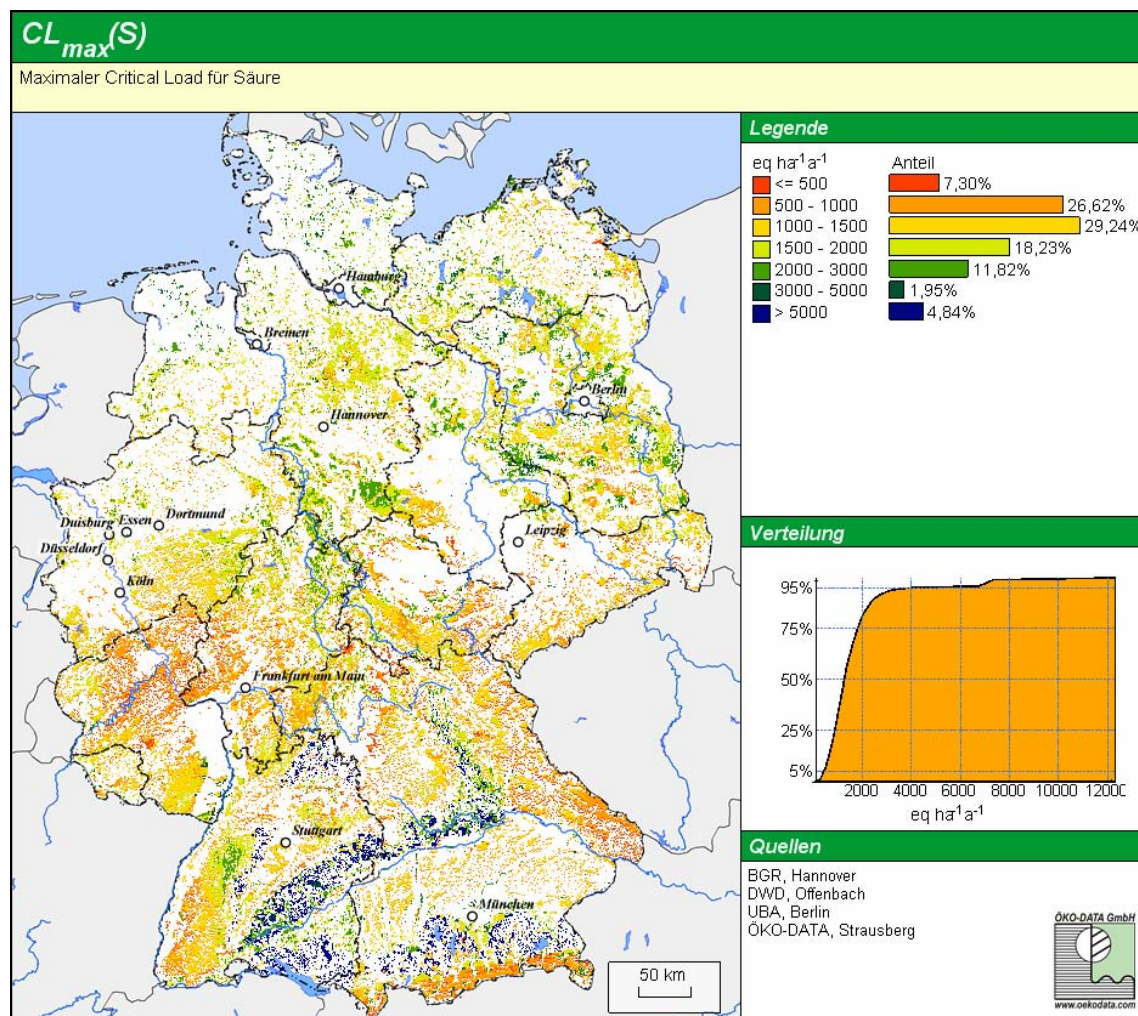 CLmax(S)
Maximaler Critical Load für Säure
Hamburg
Bremen
Berlin
Hannover
Duisburg
Essen
Dortmund
Düsseldorf
Leipzig
Köln
Frankfurt am Main
Stuttgart
München
50 km
Legende
eq ha⁻¹a⁻¹ Anteil
<= 500 7,30%
500 - 1000 26,62%
1000 - 1500 29,24%
1500 - 2000 18,23%
2000 - 3000 11,82%
3000 - 5000 1,95%
> 5000 4,84%
Verteilung
95%
75%
50%
25%
5%
2000 4000 6000 8000 10000 12000
eq ha⁻¹a⁻¹
Quellen
BGR, Hannover
DWD, Offenbach
UBA, Berlin
ÖKO-DATA, Strausberg
ÖKO-DATA GmbH
www.oekodata.com